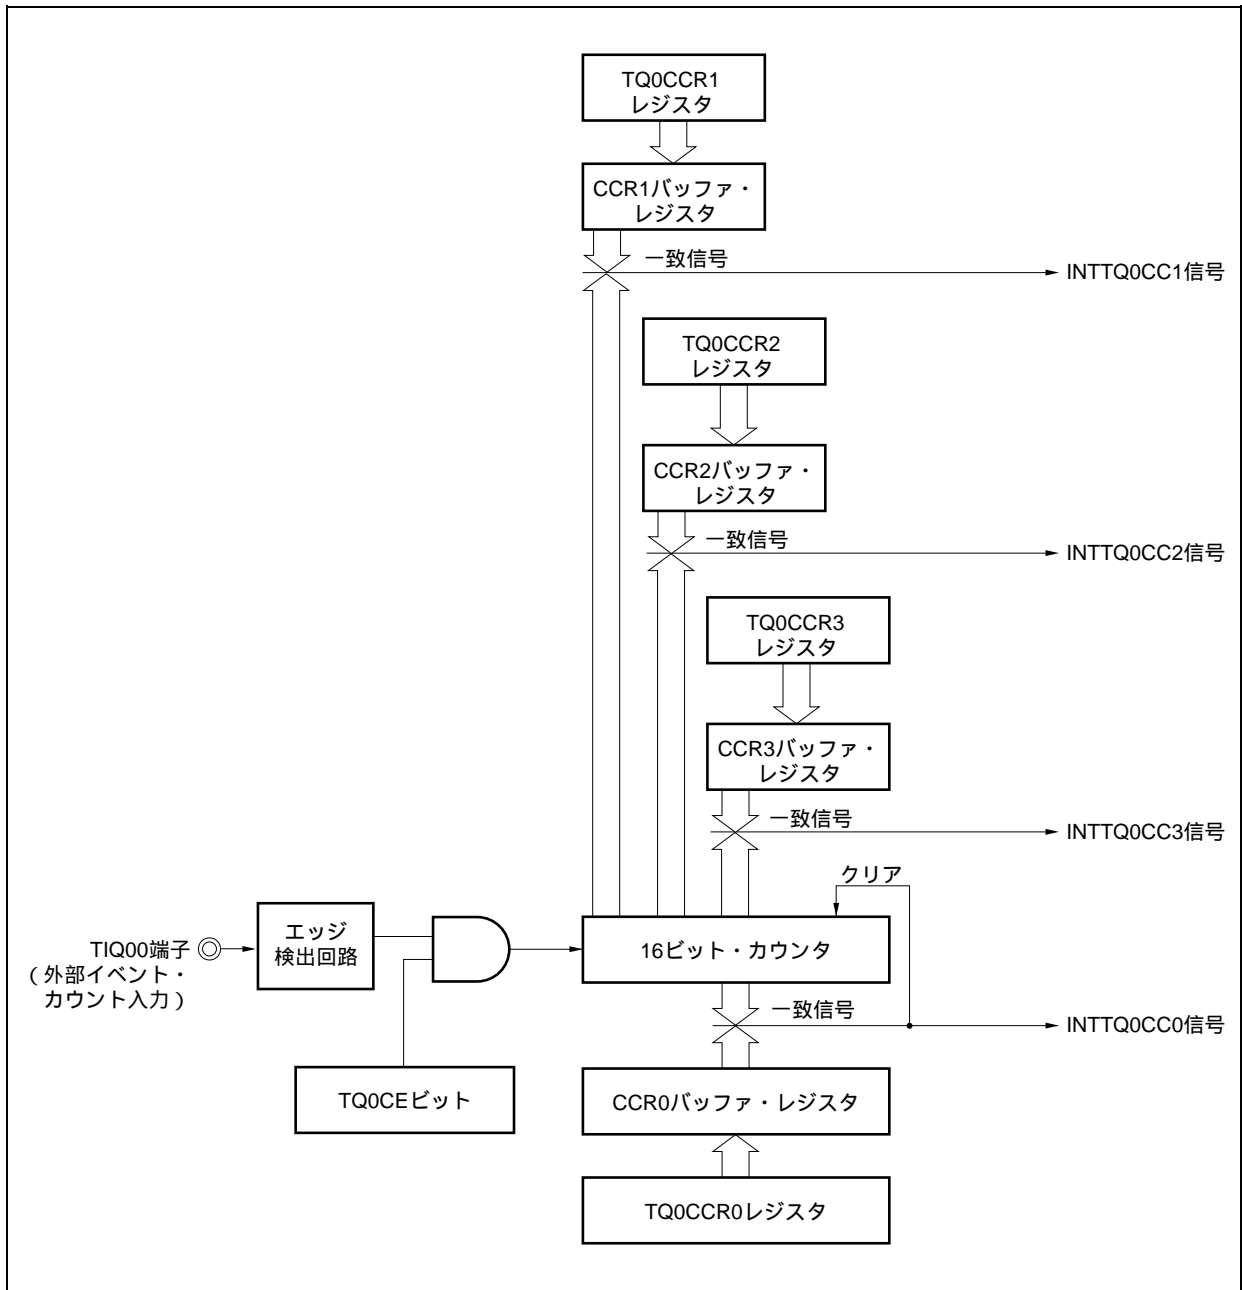 TQ0CCR1
レジスタ
CCR1バッファ・
レジスタ
一致信号
INTTQ0CC1信号
TQ0CCR2
レジスタ
CCR2バッファ・
レジスタ
一致信号
INTTQ0CC2信号
TQ0CCR3
レジスタ
CCR3バッファ・
レジスタ
一致信号
INTTQ0CC3信号
クリア
TIQ00端子
(外部イベント・
カウント入力)
エッジ
検出回路
16ビット・カウンタ
一致信号
INTTQ0CC0信号
TQ0CEビット
CCR0バッファ・レジスタ
TQ0CCR0レジスタ